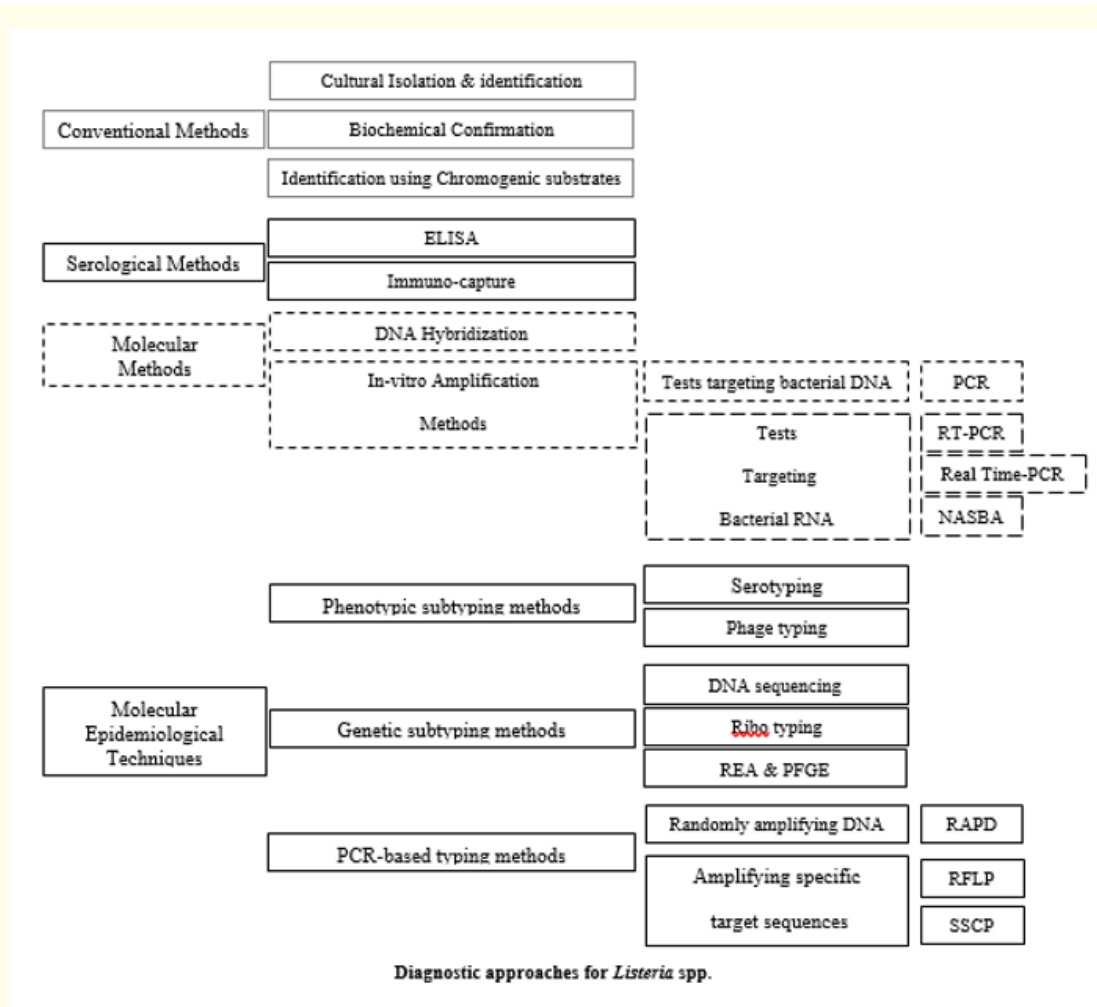 Cultural Isolation & identification
Conventional Methods
Biochemical Confirmation
Identification using Chromogenic substrates
ELISA
Serological Methods
Immuno-capture
Molecular
Methods
DNA Hybridization
In-vitro Amplification
Methods
Tests targeting bacterial DNA
PCR
Tests
Targeting
Bacterial RNA
RT-PCR
Real Time-PCR
NASBA
Molecular
Epidemiological
Techniques
Phenotypic subtyping methods
Serotyping
Phage typing
Genetic subtyping methods
DNA sequencing
Ribo typing
REA & PFGE
PCR-based typing methods
Randomly amplifying DNA
RAPD
Amplifying specific
target sequences
RFLP
SSCP
Diagnostic approaches for Listeria spp.